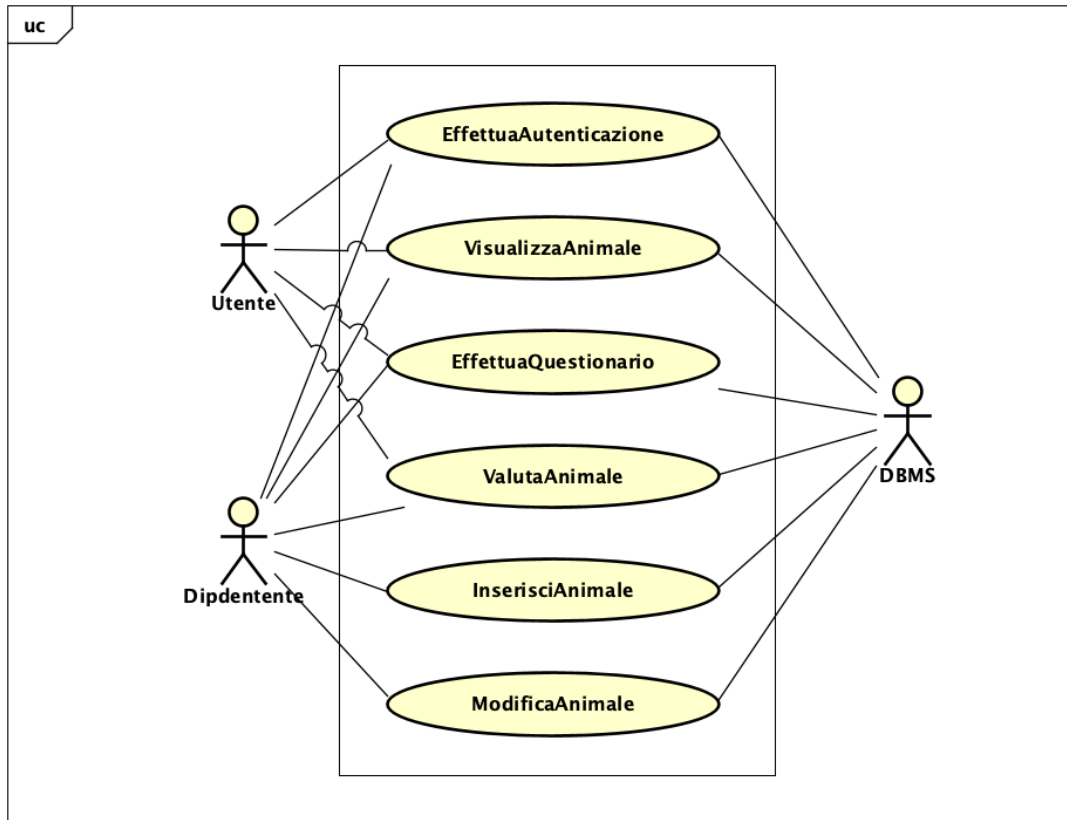 uc
EffettuaAutenticazione
VisualizzaAnimale
Utente
EffettuaQuestionario
ValutaAnimale
DBMS
InserisciAnimale
Dipdentente
ModificaAnimale